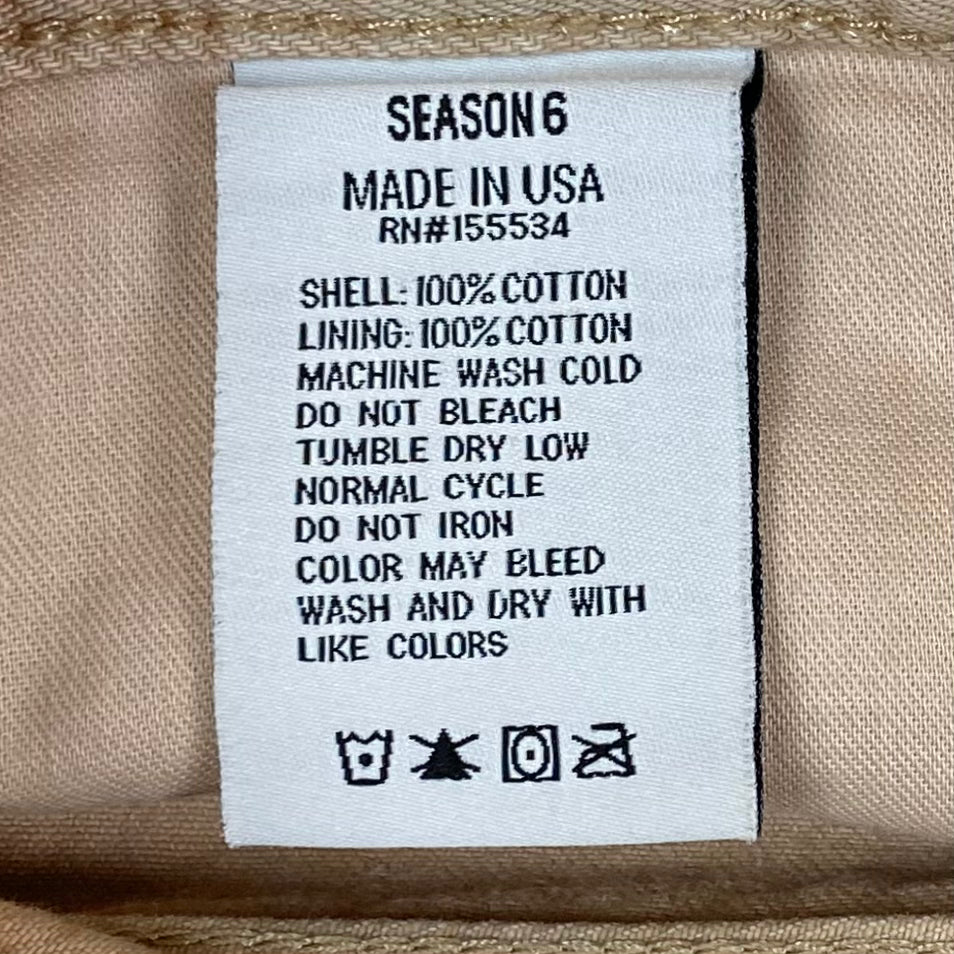 SEASON 6
MADE IN USA
RN#155534
SHELL: 100% COTTON
LINING: 100% COTTON
MACHINE WASH COLD
DO NOT BLEACH
TUMBLE DRY LOW
NORMAL CYCLE
DO NOT IRON
COLOR MAY BLEED
WASH AND DRY WITH
LIKE COLORS